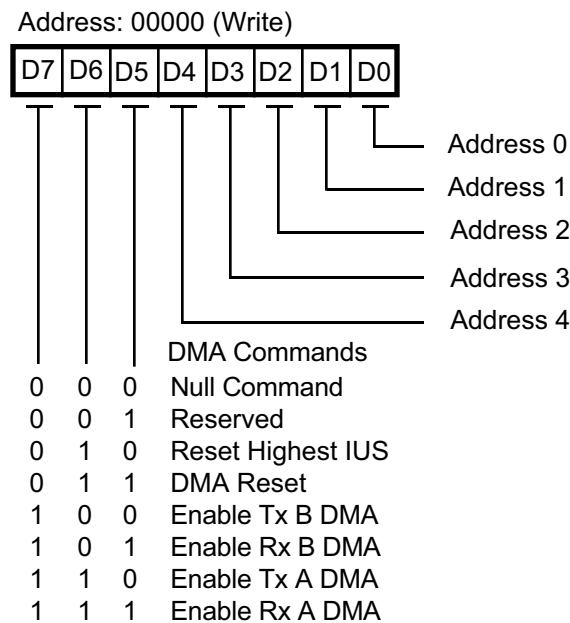 Address: 00000 (Write)
D7 D6 D5 D4 D3 D2 D1 D0
Address 0
Address 1
Address 2
Address 3
Address 4
DMA Commands
0 0 0 Null Command
0 0 1 Reserved
0 1 0 Reset Highest IUS
0 1 1 DMA Reset
1 0 0 Enable Tx B DMA
1 0 1 Enable Rx B DMA
1 1 0 Enable Tx A DMA
1 1 1 Enable Rx A DMA